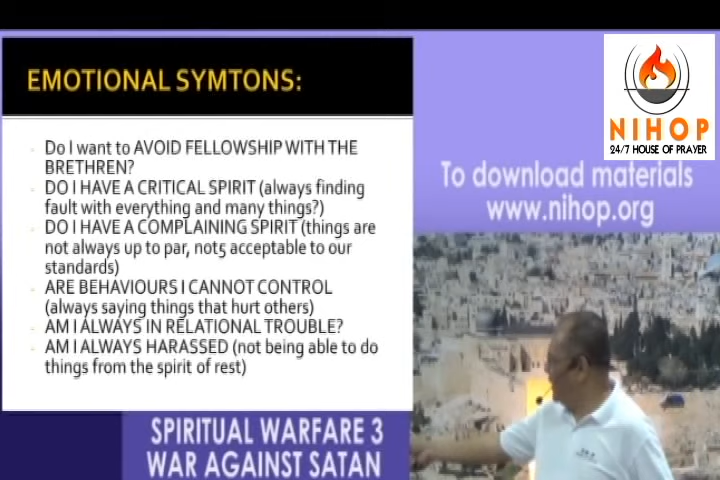 EMOTIONAL SYMTONS:
Do I want to AVOID FELLOWSHIP WITH THE
BRETHREN?
DO I HAVE A CRITICAL SPIRIT (always finding
fault with everything and many things?)
DO I HAVE A COMPLAINING SPIRIT (things are
not always up to par, not5 acceptable to our
standards)
ARE BEHAVIOURS I CANNOT CONTROL
(always saying things that hurt others)
AM I ALWAYS IN RELATIONAL TROUBLE?
AM I ALWAYS HARASSED (not being able to do
things from the spirit of rest)
NIHOP
24/7 HOUSE OF PRAYER
To download materials
www.nihop.org
SPIRITUAL WARFARE 3
WAR AGAINST SATAN